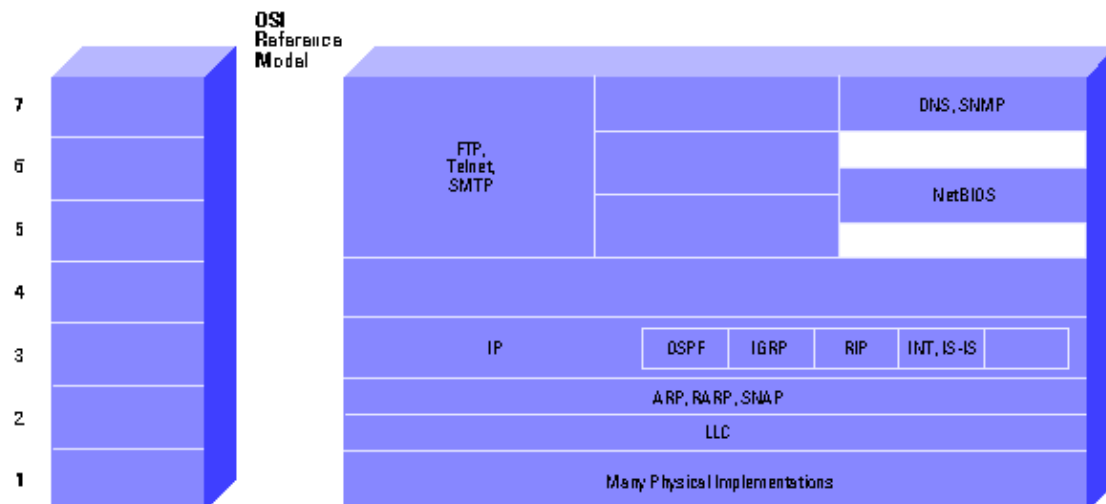 OSI
Reference
Model
7
6
5
4
3
2
1
FTP,
Telnet,
SMTP
DNS, SNMP
NetBIOS
IP
OSPF
IGRP
RIP
INT, IS-IS
ARP, RARP, SNAP
LLC
Many Physical Implementations